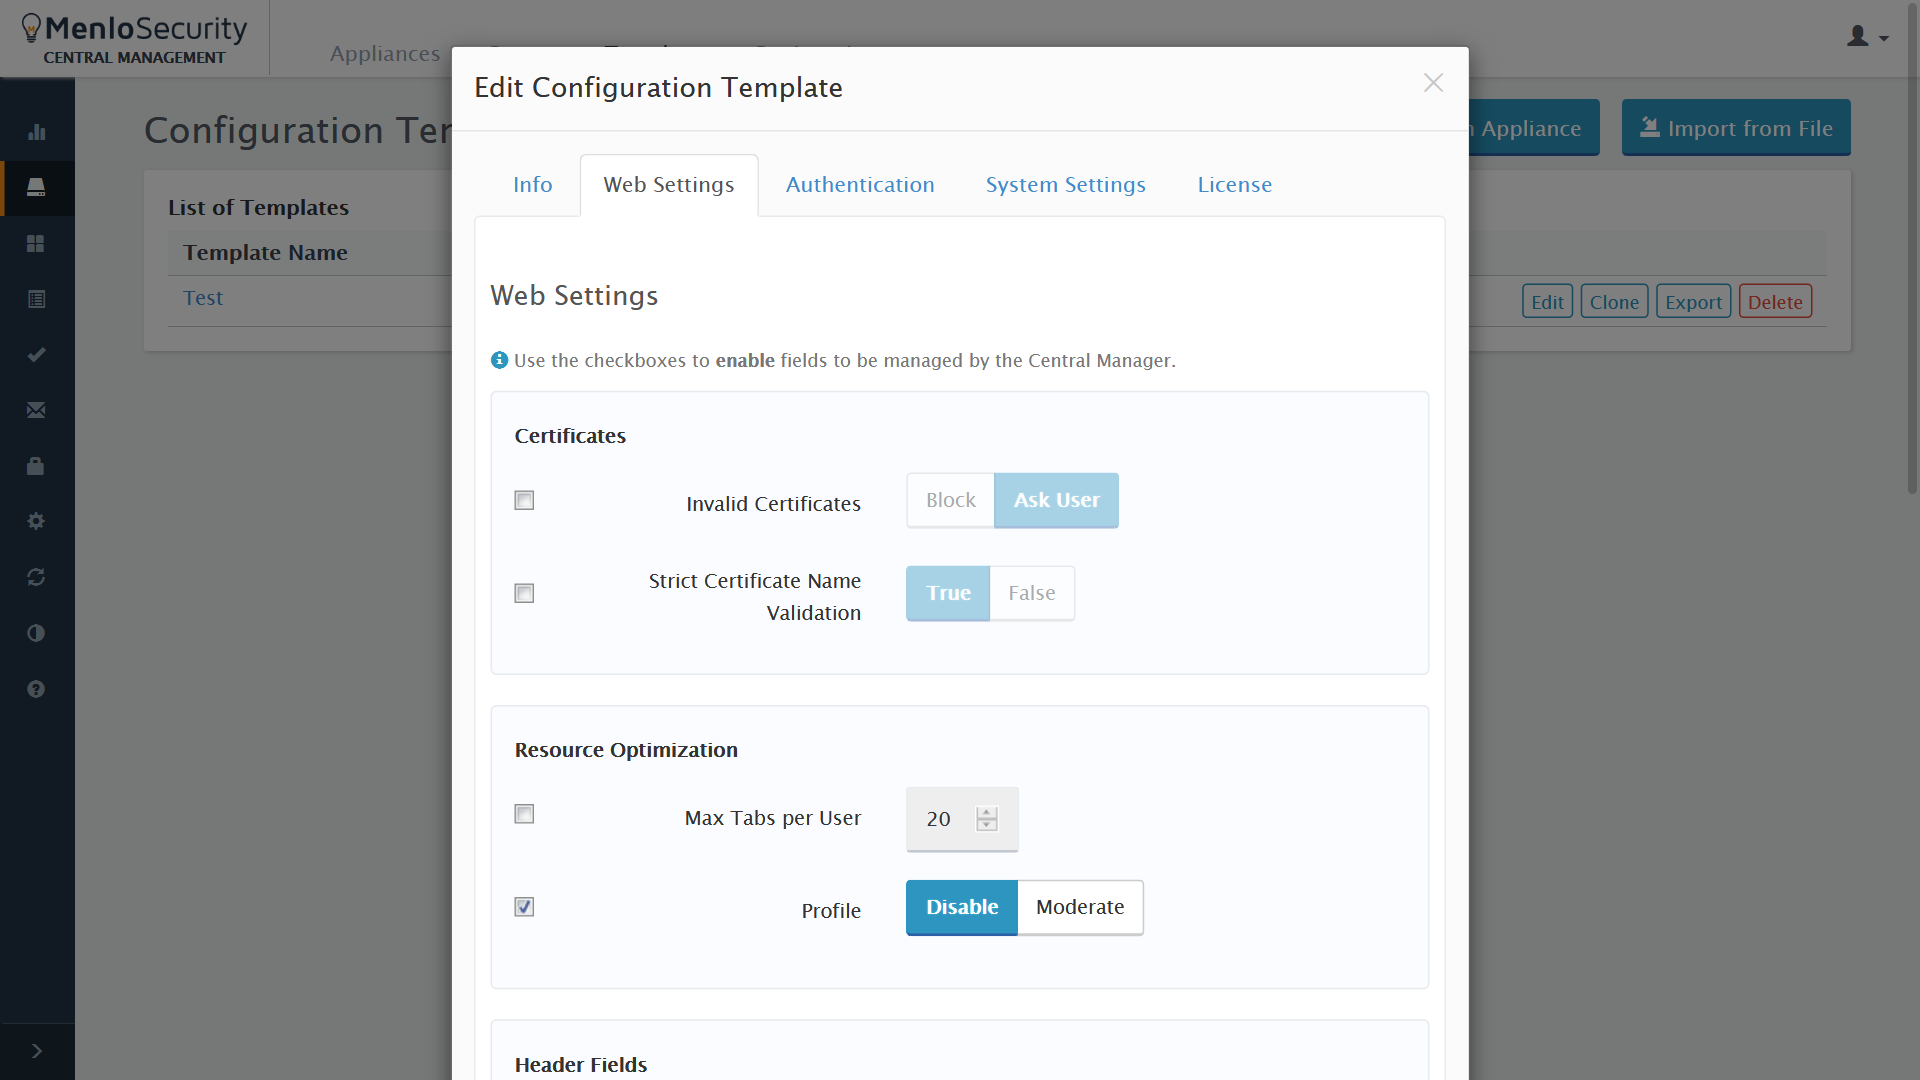 MenloSecurity
CENTRAL MANAGEMENT
Appliances
Edit Configuration Template
Configuration Te
Appliance
Import from File
Info
Web Settings
Authentication
System Settings
License
List of Templates
Template Name
Test
Edit
Clone
Export
Delete
Web Settings
Use the checkboxes to enable fields to be managed by the Central Manager.
Certificates
Invalid Certificates
Block
Ask User
Strict Certificate Name
Validation
True
False
Resource Optimization
Max Tabs per User
20
Profile
Disable
Moderate
Header Fields